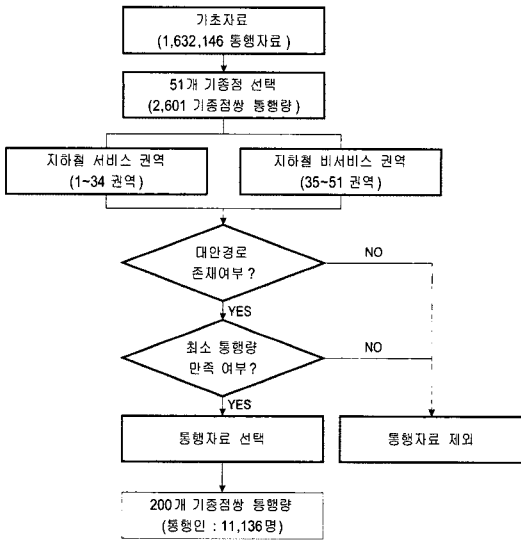 기초자료
(1,632,146 통행자료)
51개 기종점 선택
(2,601 기종점쌍 통행량)
지하철 서비스 권역
(1~34 권역)
지하철 비서비스 권역
(35~51 권역)
대안경로
존재여부?
NO
YES
최소 통행량
만족 여부?
NO
YES
통행자료 선택
통행자료 제외
200개 기종점쌍 통행량
(통행인 : 11,136명)